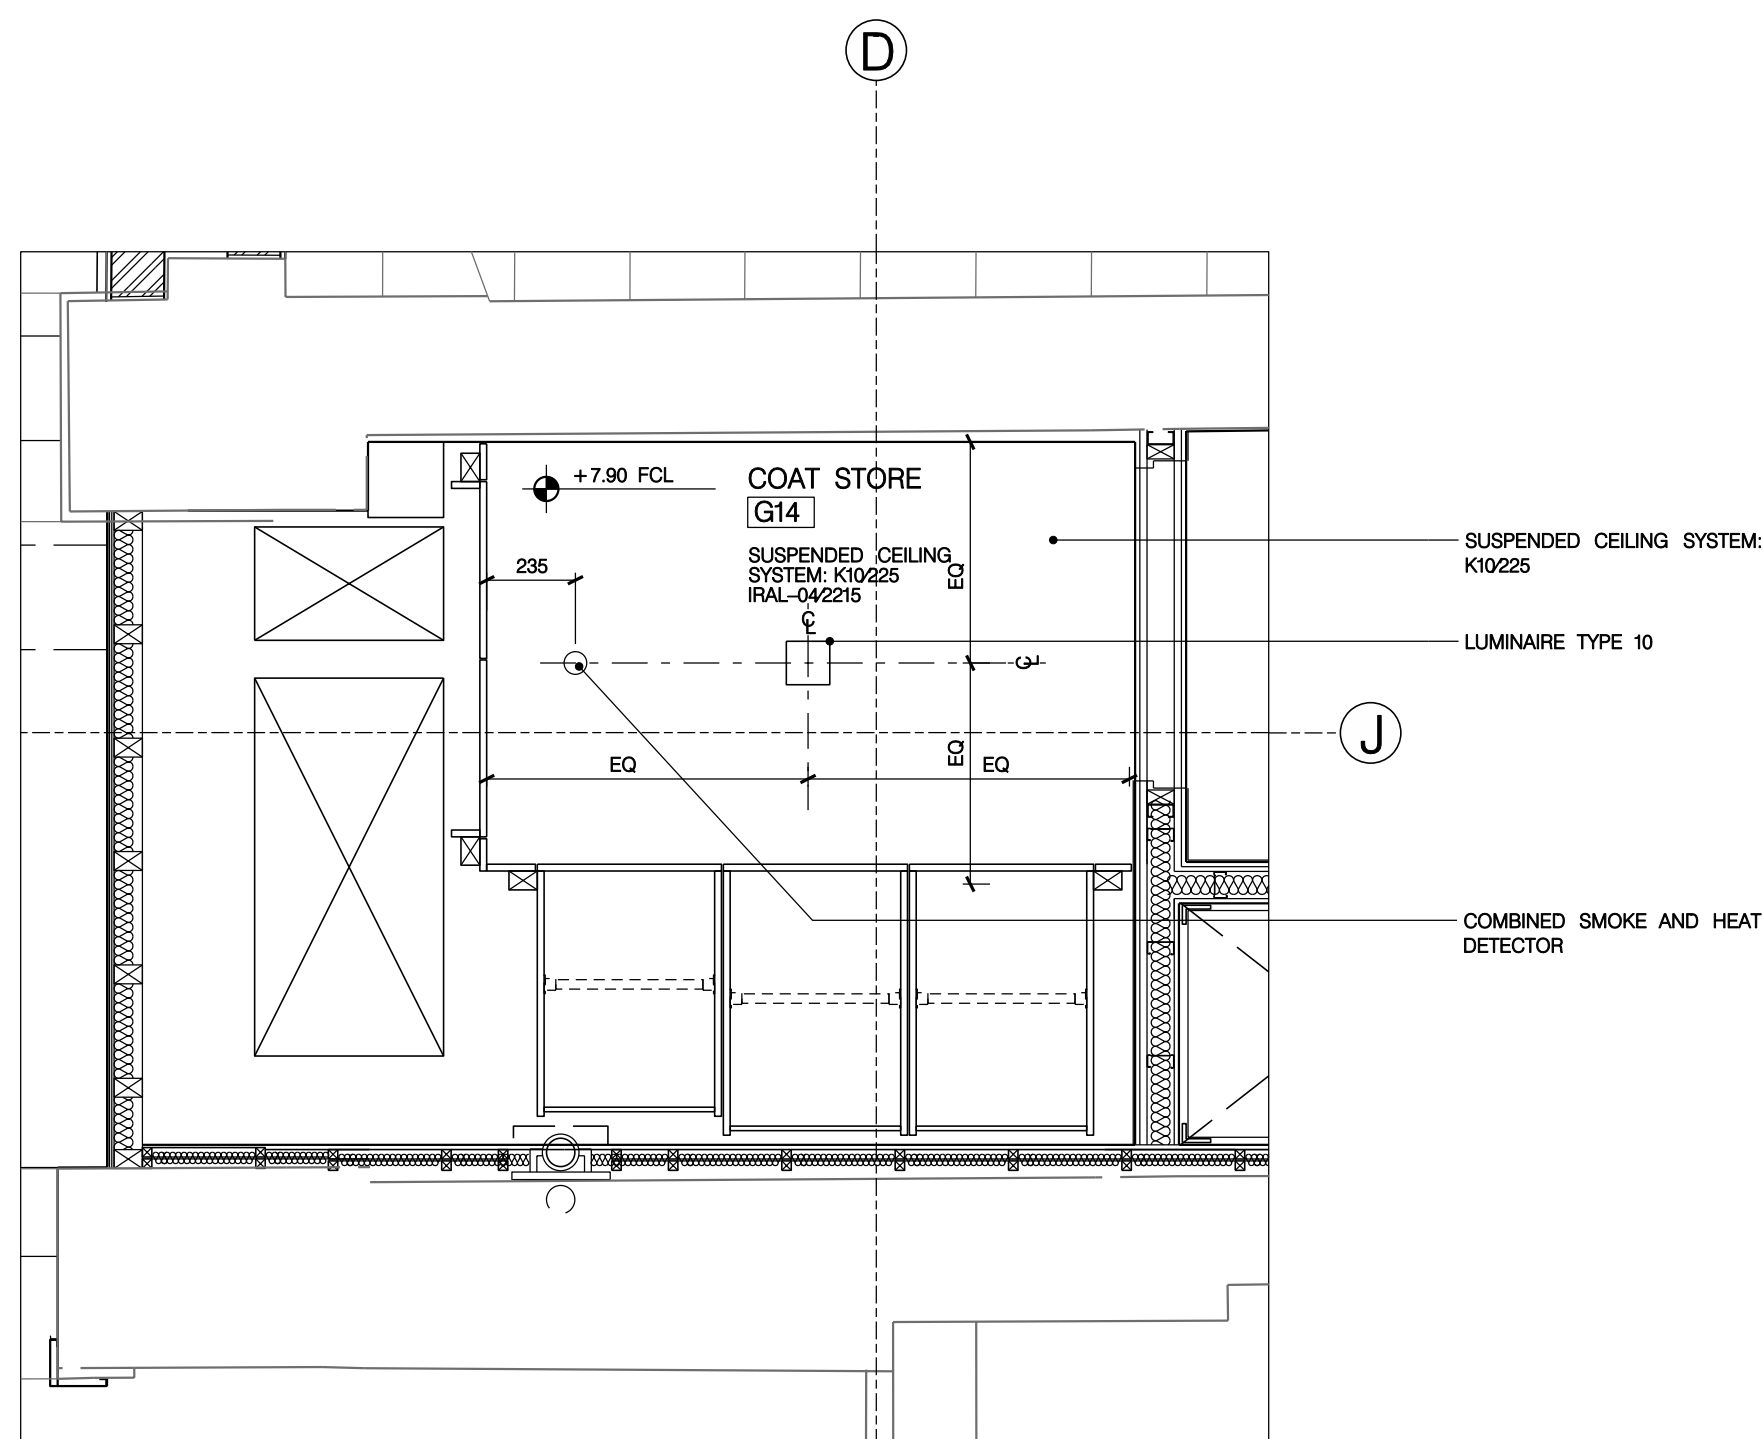 D
+7.90 FCL
COAT STORE
G14
SUSPENDED CEILING
SYSTEM: K10/225
IRAL-04/2215
235
EQ
CL
CL
EQ
EQ
EQ
SUSPENDED CEILING SYSTEM:
K10/225
LUMINAIRE TYPE 10
J
COMBINED SMOKE AND HEAT
DETECTOR